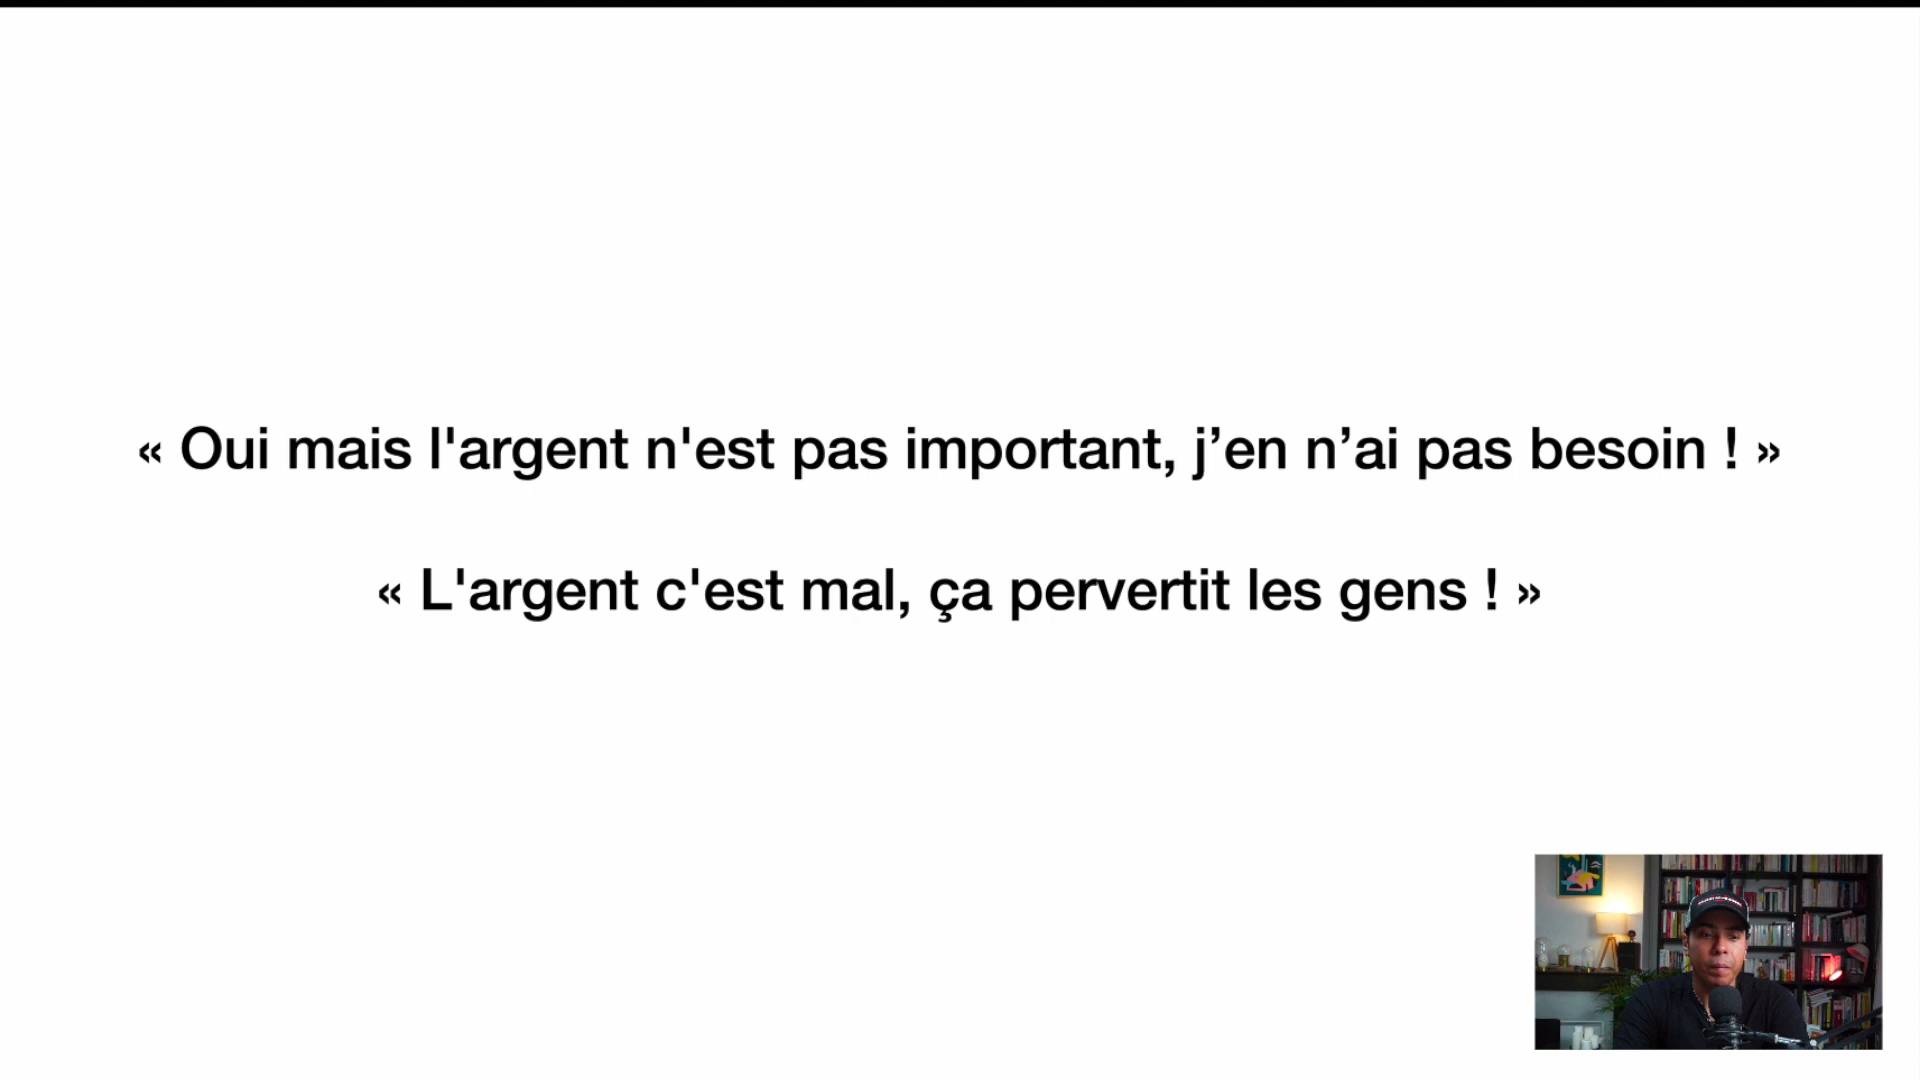 « Oui mais l'argent n'est pas important, j’en n’ai pas besoin ! »
« L'argent c'est mal, ça pervertit les gens ! »